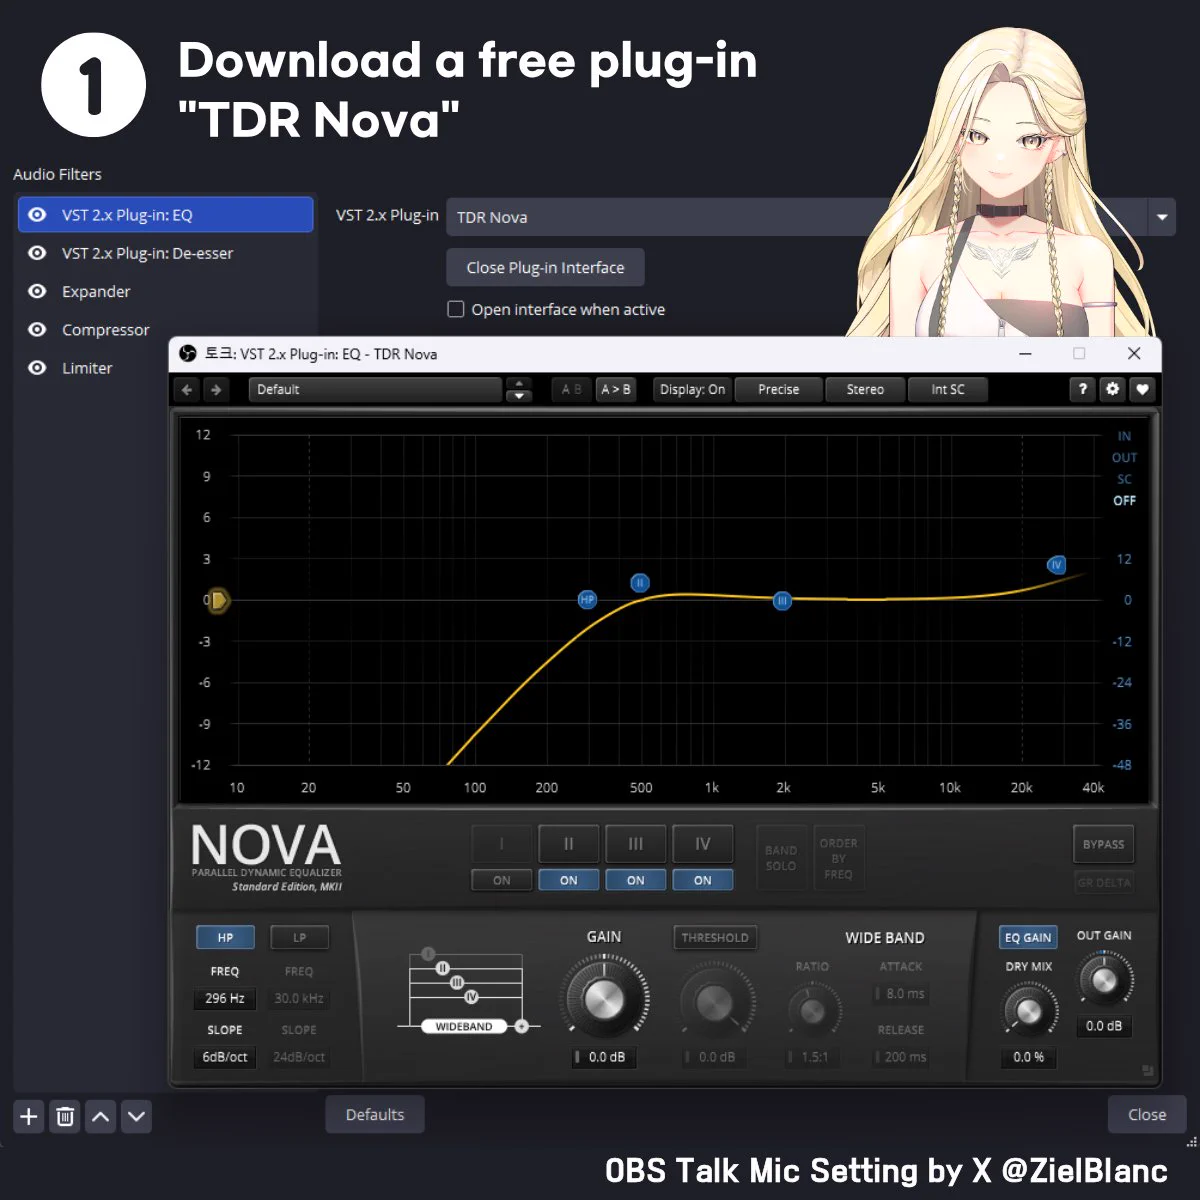 1
Download a free plug-in
"TDR Nova"
Audio Filters
VST 2.x Plug-in: EQ
VST 2.x Plug-in: De-esser
Expander
Compressor
Limiter
VST 2.x Plug-in
TDR Nova
Close Plug-in Interface
Open interface when active
토크: VST 2.x Plug-in: EQ - TDR Nova
Default
A B
A > B
Display: On
Precise
Stereo
Int SC
?
12
9
6
3
0
-3
-6
-9
-12
IN
OUT
SC
OFF
12
0
-12
-24
-36
-48
HP
II
III
IV
10
20
50
100
200
500
1k
2k
5k
10k
20k
40k
NOVA
PARALLEL DYNAMIC EQUALIZER
Standard Edition, MKII
I
II
III
IV
ON
ON
ON
ON
BAND
SOLO
ORDER
BY
FREQ
BYPASS
GR DELTA
HP
LP
FREQ
FREQ
296 Hz
30.0 kHz
SLOPE
SLOPE
6dB/oct
24dB/oct
I
II
III
IV
WIDEBAND
+
GAIN
0.0 dB
THRESHOLD
0.0 dB
WIDE BAND
RATIO
1.5:1
ATTACK
8.0 ms
RELEASE
200 ms
EQ GAIN
OUT GAIN
DRY MIX
0.0 dB
0.0 %
Defaults
Close
OBS Talk Mic Setting by X @ZielBlanc